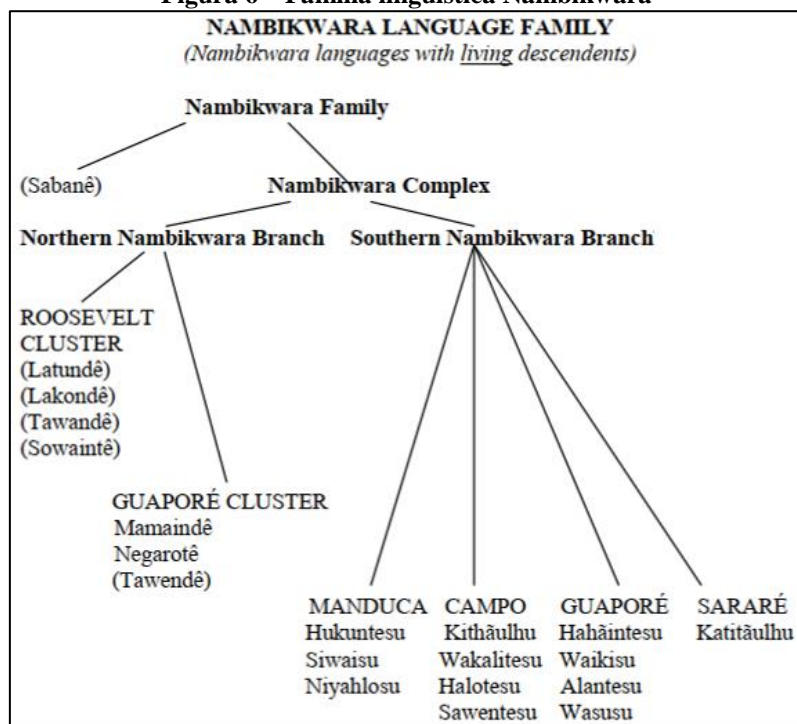 Figura 6 – Família linguística Nambikwara
NAMBIKWARA LANGUAGE FAMILY
(Nambikwara languages with living descendents)
Nambikwara Family
(Sabanê)
Nambikwara Complex
Northern Nambikwara Branch
Southern Nambikwara Branch
ROOSEVELT
CLUSTER
(Latundê)
(Lakondê)
(Tawandê)
(Sowaintê)
GUAPORÉ CLUSTER
Mamaindê
Negarotê
(Tawendê)
MANDUCA
Hukuntesu
Siwaisu
Niyahlosu
CAMPO
Kithãulhu
Wakalitesu
Halotesu
Sawentesu
GUAPORÉ
Hahãintesu
Waikisu
Alantesu
Wasusu
SARARÉ
Katitãulhu